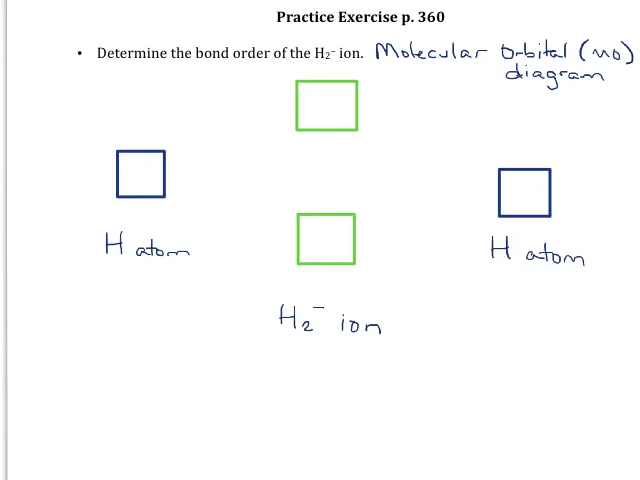 Practice Exercise p. 360
• Determine the bond order of the H₂⁻ ion. Molecular Orbital (MO)
diagram
H atom
H atom
H₂⁻ ion